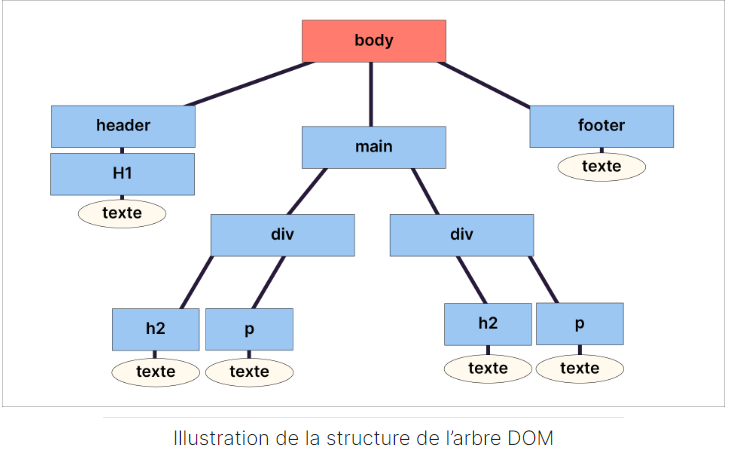 body
header
footer
main
H1
texte
texte
div
div
h2
p
h2
p
texte
texte
texte
texte
Illustration de la structure de l’arbre DOM